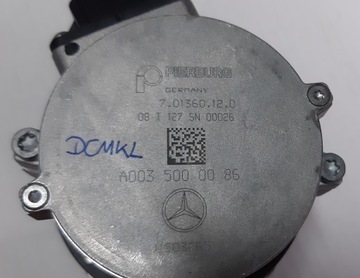 PIERBURG
GERMANY
7.01360.12.0
08 I 127 SN 00026
DCMKL
A003 500 00 86